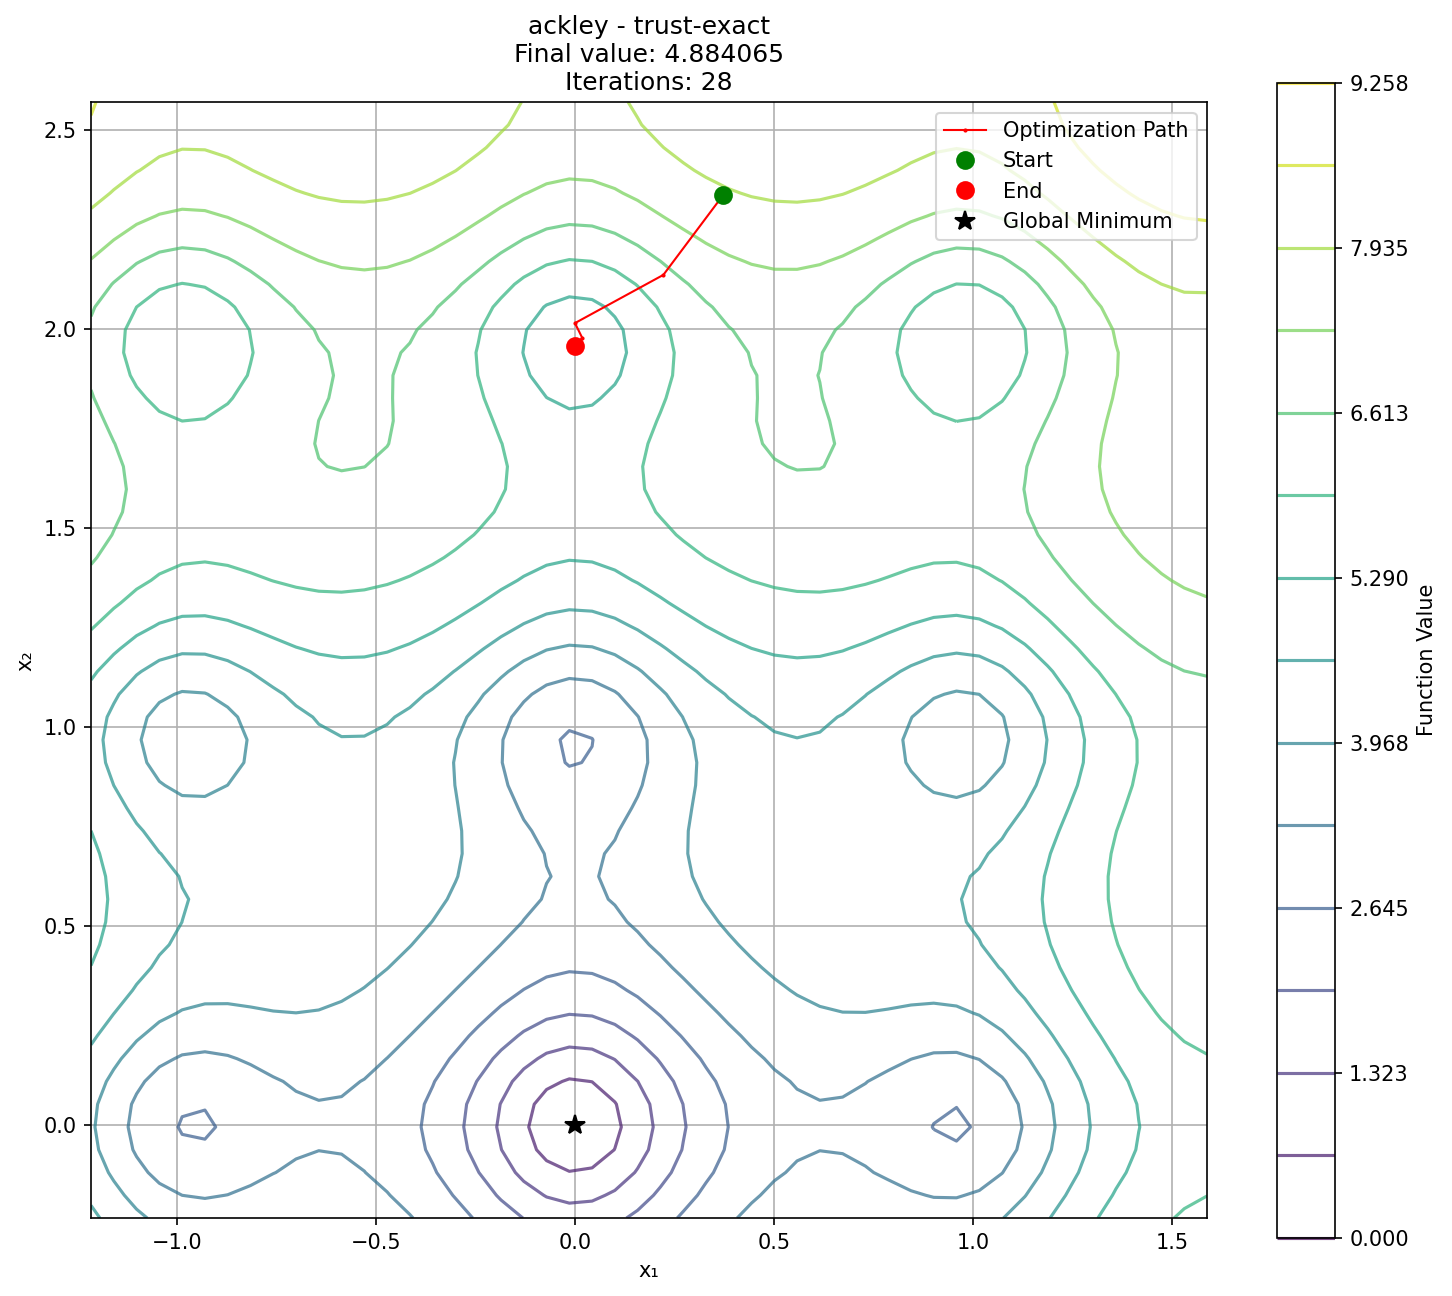 ackley - trust-exact
Final value: 4.884065
Iterations: 28
Optimization Path
Start
End
Global Minimum
2.5
2.0
1.5
1.0
0.5
0.0
x₂
−1.0
−0.5
0.0
0.5
1.0
1.5
x₁
9.258
7.935
6.613
5.290
3.968
2.645
1.323
0.000
Function Value